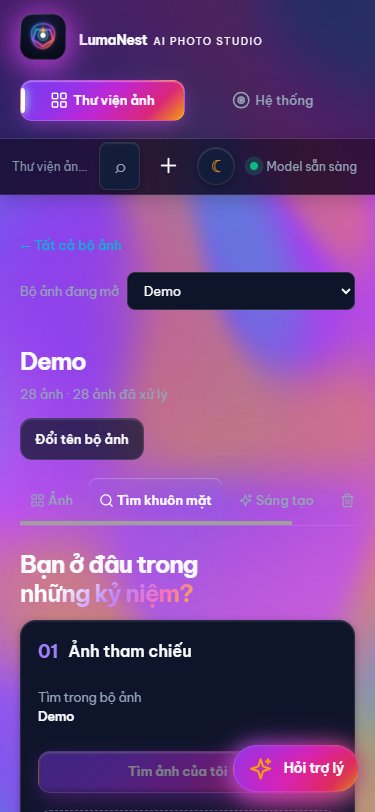 LumaNest AI PHOTO STUDIO
Thư viện ảnh
Hệ thống
Thư viện ản...
Model sẵn sàng
← Tất cả bộ ảnh
Bộ ảnh đang mở
Demo
Demo
28 ảnh · 28 ảnh đã xử lý
Đổi tên bộ ảnh
Ảnh
Tìm khuôn mặt
Sáng tạo
Bạn ở đâu trong
những kỷ niệm?
01 Ảnh tham chiếu
Tìm trong bộ ảnh
Demo
Tìm ảnh của tôi
Hỏi trợ lý